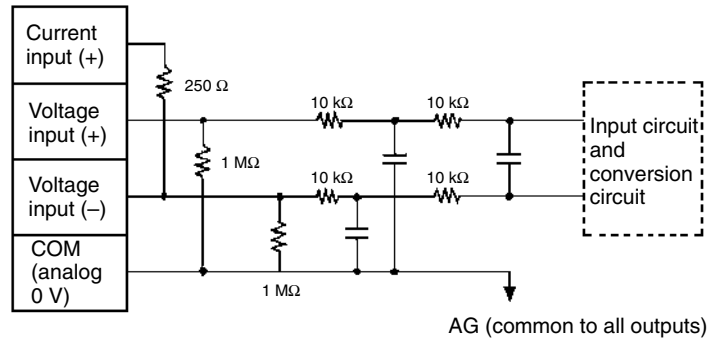 Current
input (+)
250 Ω
Voltage
input (+)
10 kΩ
10 kΩ
1 MΩ
Voltage
input (–)
10 kΩ
10 kΩ
COM
(analog
0 V)
1 MΩ
Input circuit
and
conversion
circuit
AG (common to all outputs)